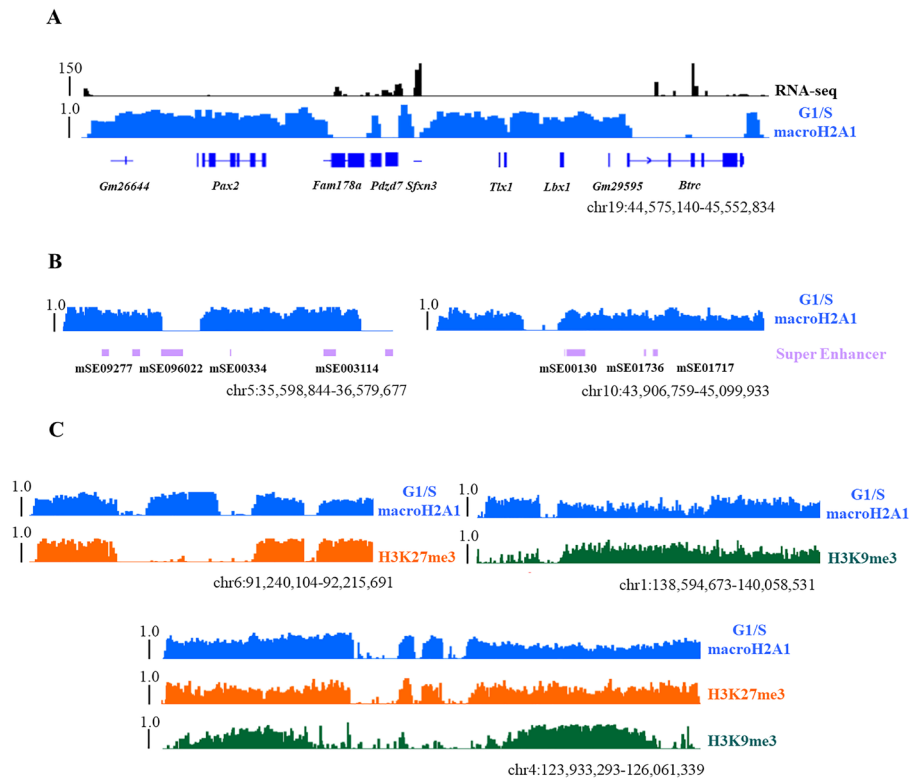 A
150
RNA-seq
1.0
G1/S
macroH2A1
Gm26644 Pax2 Fam178a Pdzd7 Sfxn3 Tlx1 Lbx1 Gm29595 Btrc
chr19:44,575,140-45,552,834
B
1.0
1.0
G1/S
macroH2A1
Super Enhancer
mSE09277 mSE096022 mSE00334 mSE003114
mSE00130 mSE01736 mSE01717
chr5:35,598,844-36,579,677
chr10:43,906,759-45,099,933
C
1.0
G1/S
macroH2A1
1.0
H3K27me3
chr6:91,240,104-92,215,691
1.0
G1/S
macroH2A1
1.0
H3K9me3
chr1:138,594,673-140,058,531
1.0
G1/S
macroH2A1
1.0
H3K27me3
1.0
H3K9me3
chr4:123,933,293-126,061,339